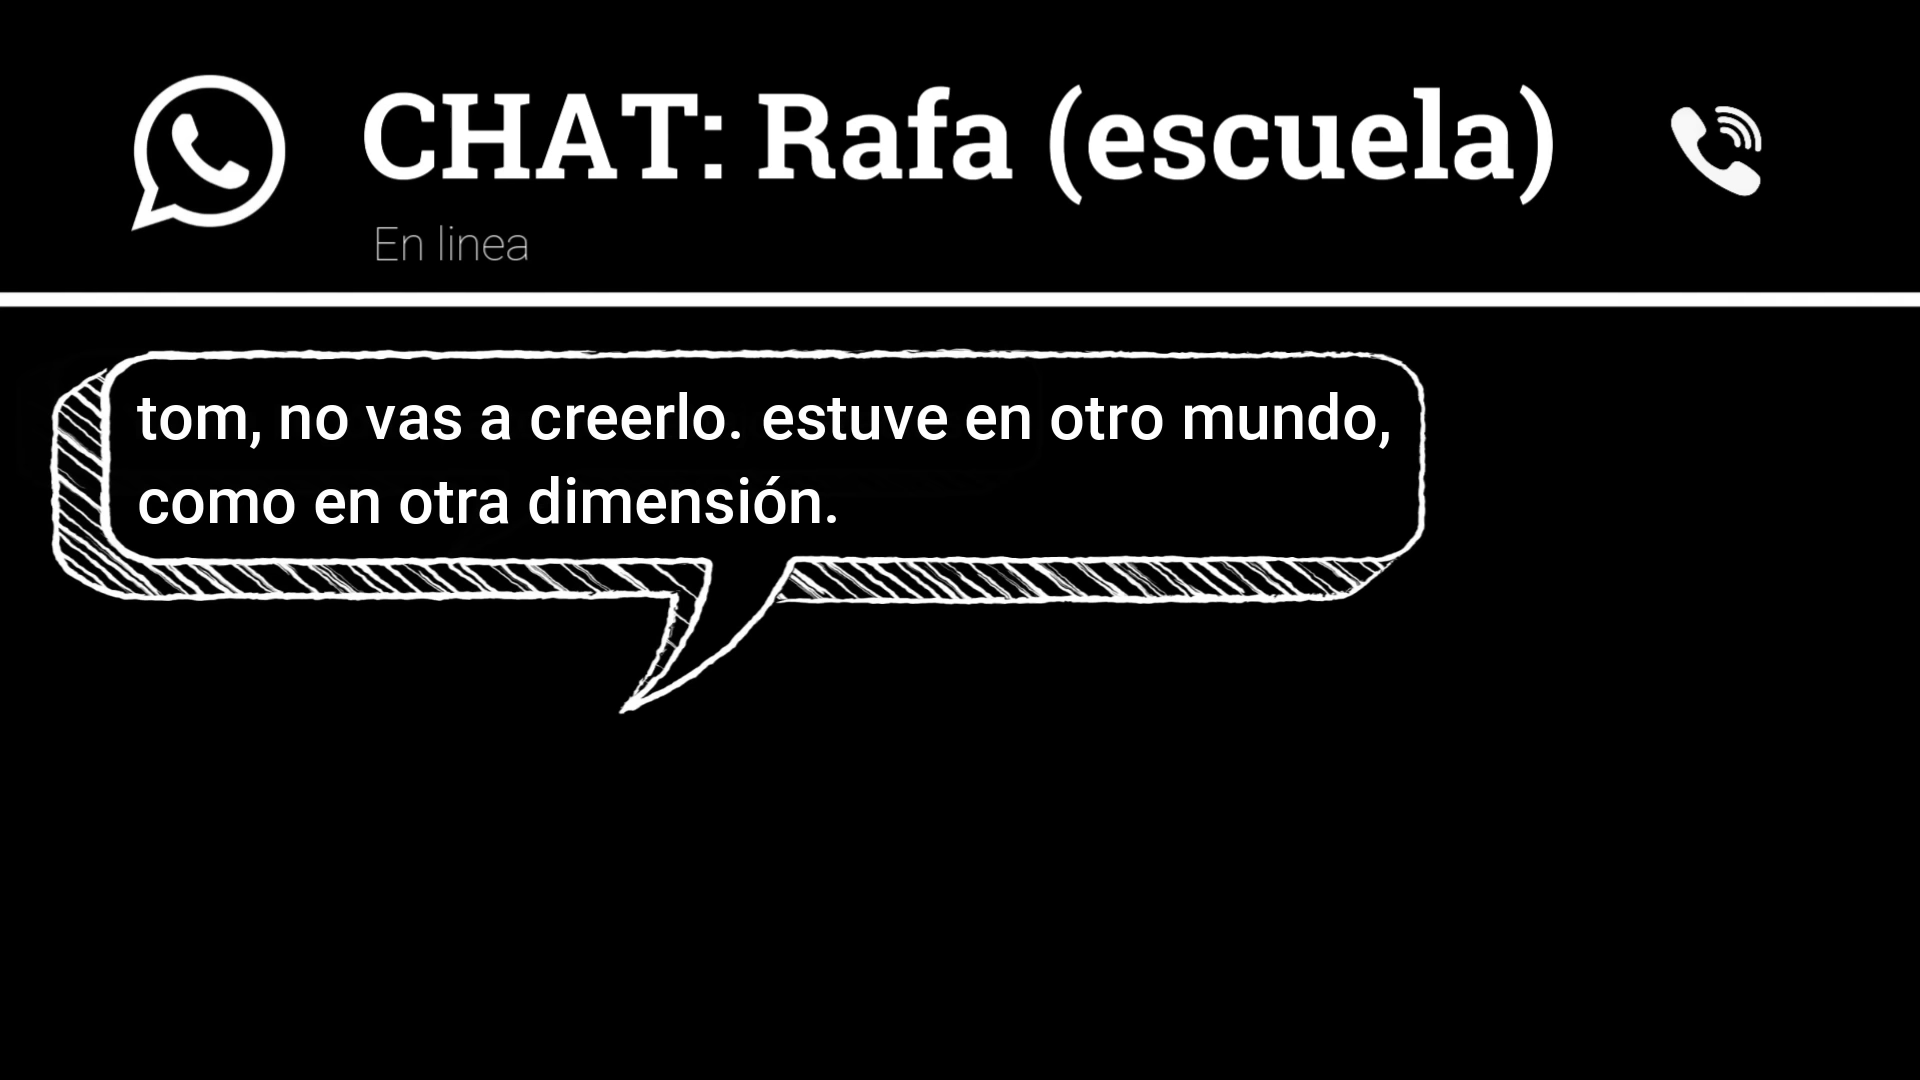 CHAT: Rafa (escuela)
En linea
tom, no vas a creerlo. estuve en otro mundo,
como en otra dimensión.